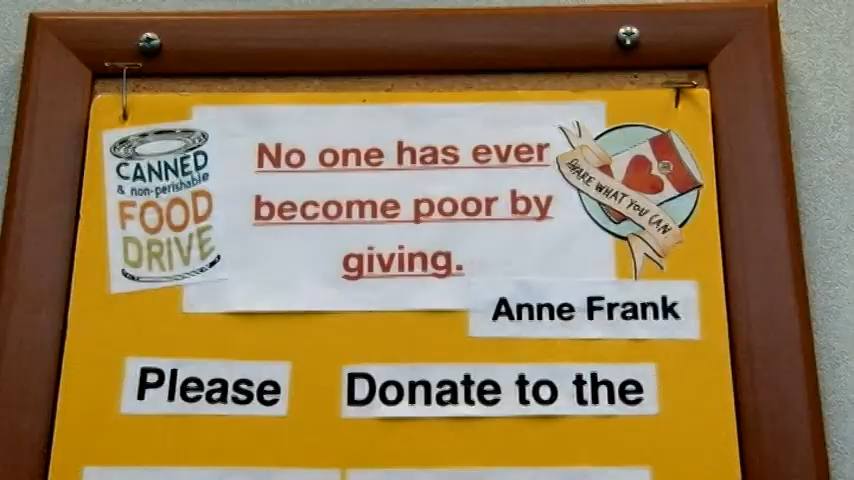 CANNED
& non-perishable
FOOD
DRIVE
No one has ever
become poor by
giving.
SHARE WHAT YOU CAN
Anne Frank
Please Donate to the